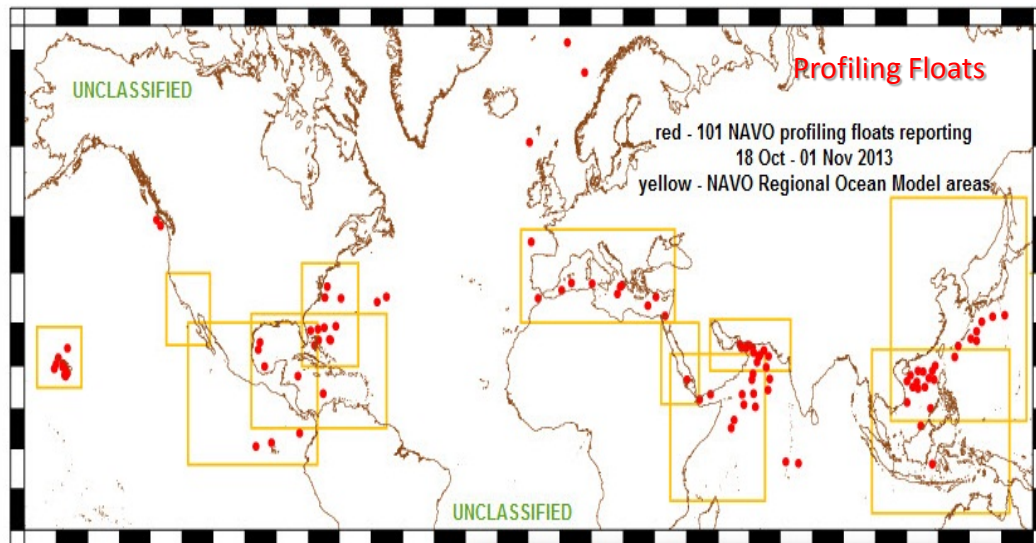 Profiling Floats
UNCLASSIFIED
red - 101 NAVO profiling floats reporting
18 Oct - 01 Nov 2013
yellow - NAVO Regional Ocean Model areas
UNCLASSIFIED